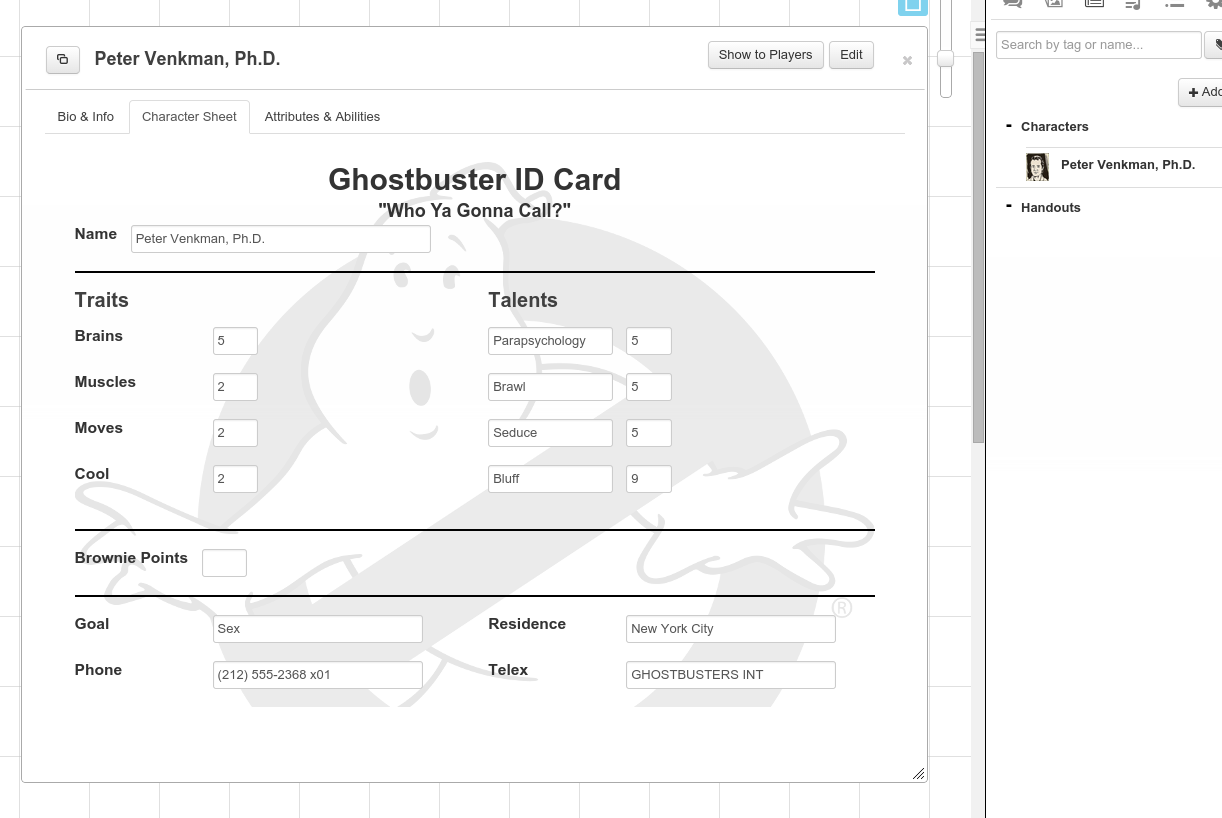 Peter Venkman, Ph.D.
Show to Players
Edit
Bio & Info
Character Sheet
Attributes & Abilities
Ghostbuster ID Card
"Who Ya Gonna Call?"
Name
Peter Venkman, Ph.D.
Traits
Talents
Brains 5
Parapsychology 5
Muscles 2
Brawl 5
Moves 2
Seduce 5
Cool 2
Bluff 9
Brownie Points
®
Goal Sex
Residence New York City
Phone (212) 555-2368 x01
Telex GHOSTBUSTERS INT
Search by tag or name...
+ Add
- Characters
Peter Venkman, Ph.D.
- Handouts